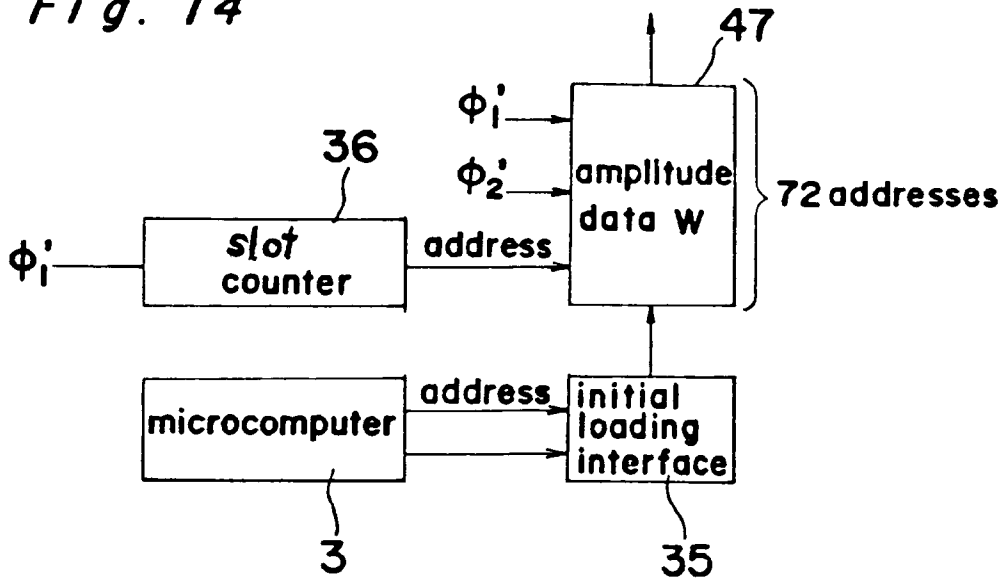 Fig. 14
47
ϕ1'
36
ϕ2'
amplitude
data W
72 addresses
ϕ1'
slot
counter
address
microcomputer
address
initial
loading
interface
3
35